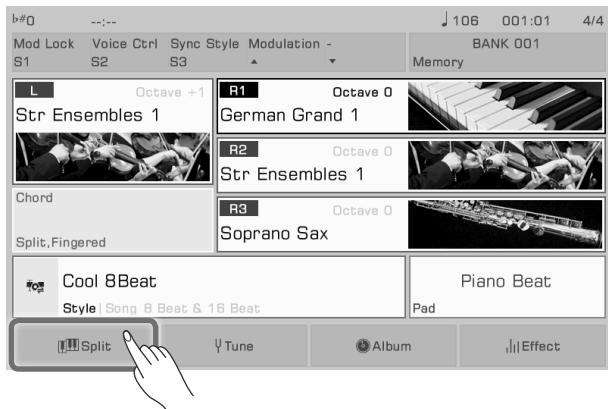 ♭#0 --:-- ♩106 001:01 4/4
Mod Lock Voice Ctrl Sync Style Modulation - BANK 001
S1 S2 S3 ▲ ▼ Memory
L Octave +1
Str Ensembles 1
R1 Octave 0
German Grand 1
R2 Octave 0
Str Ensembles 1
R3 Octave 0
Soprano Sax
Chord
Split,Fingered
Cool 8Beat
Style | Song 8 Beat & 16 Beat
Piano Beat
Pad
Split Tune Album Effect